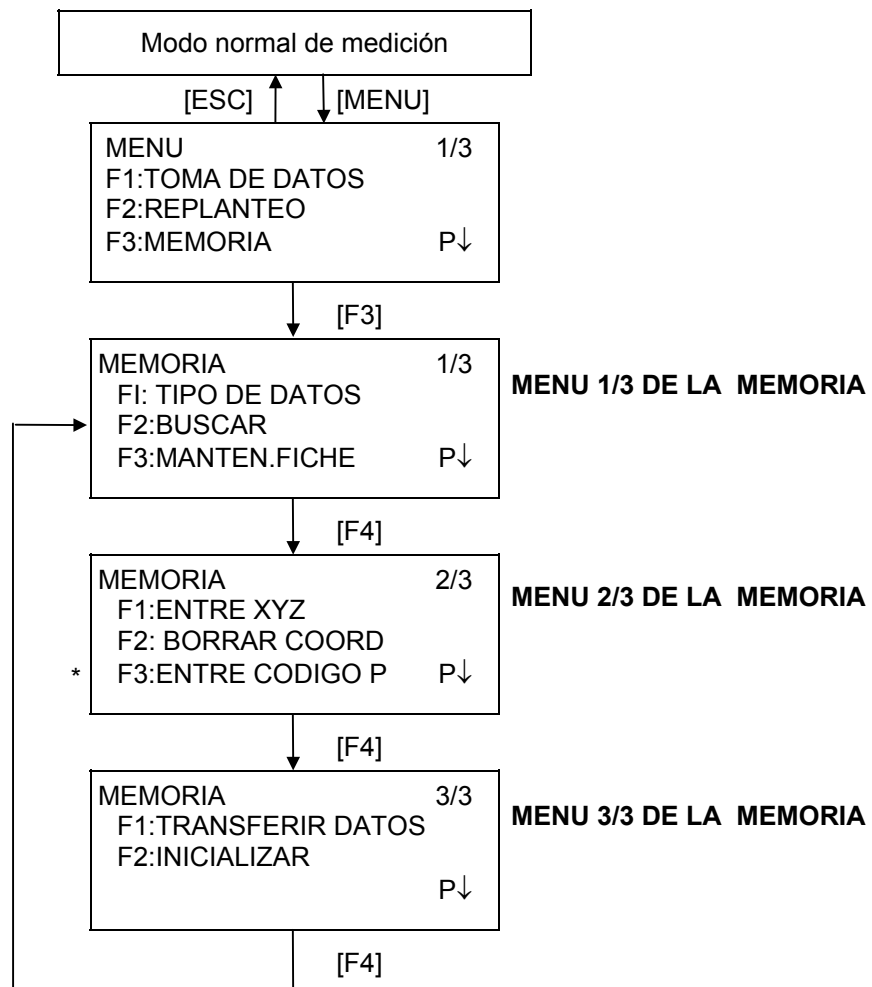 Modo normal de medición
[ESC] [MENU]
MENU 1/3
F1:TOMA DE DATOS
F2:REPLANTEO
F3:MEMORIA P↓
[F3]
MEMORIA 1/3
FI: TIPO DE DATOS
F2:BUSCAR
F3:MANTEN.FICHE P↓
MENU 1/3 DE LA MEMORIA
[F4]
MEMORIA 2/3
F1:ENTRE XYZ
F2: BORRAR COORD
* F3:ENTRE CODIGO P P↓
MENU 2/3 DE LA MEMORIA
[F4]
MEMORIA 3/3
F1:TRANSFERIR DATOS
F2:INICIALIZAR
P↓
MENU 3/3 DE LA MEMORIA
[F4]